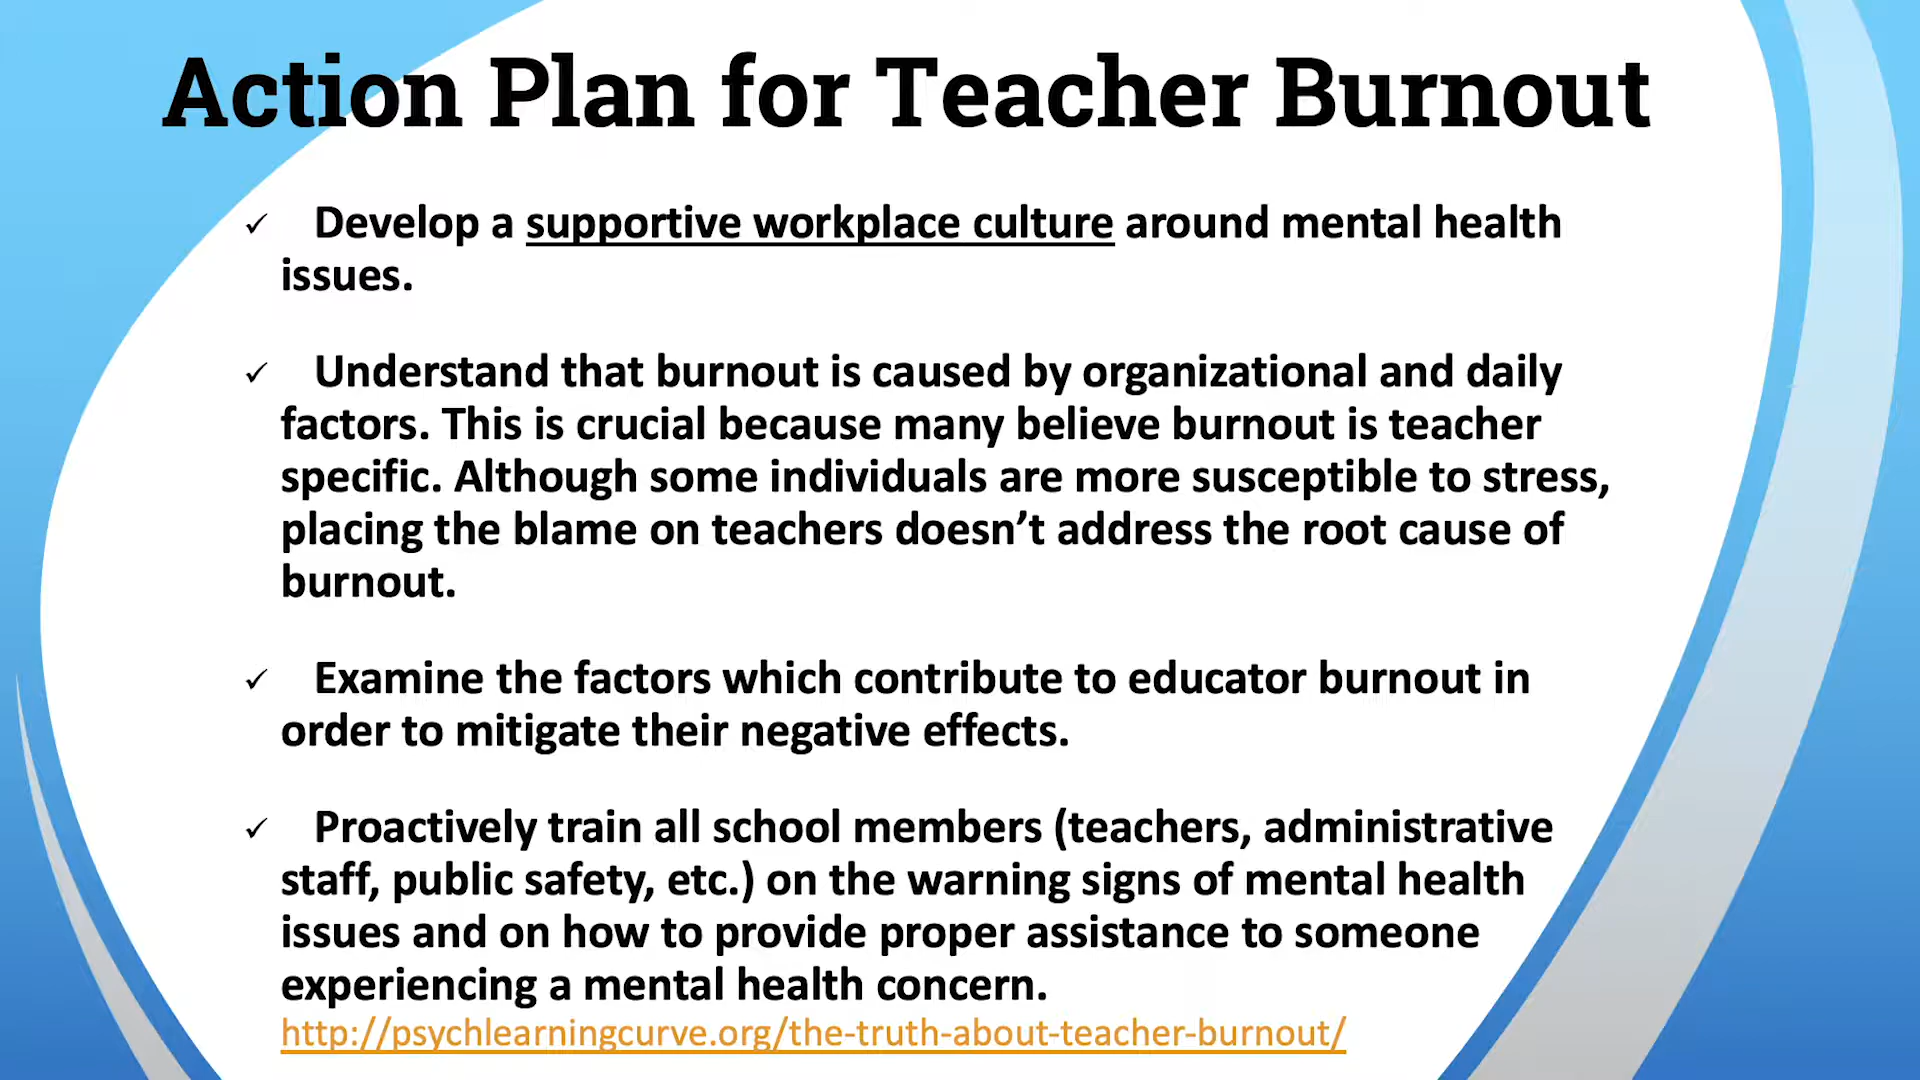 Action Plan for Teacher Burnout
✓ Develop a supportive workplace culture around mental health
issues.
✓ Understand that burnout is caused by organizational and daily
factors. This is crucial because many believe burnout is teacher
specific. Although some individuals are more susceptible to stress,
placing the blame on teachers doesn’t address the root cause of
burnout.
✓ Examine the factors which contribute to educator burnout in
order to mitigate their negative effects.
✓ Proactively train all school members (teachers, administrative
staff, public safety, etc.) on the warning signs of mental health
issues and on how to provide proper assistance to someone
experiencing a mental health concern.
http://psychlearningcurve.org/the-truth-about-teacher-burnout/